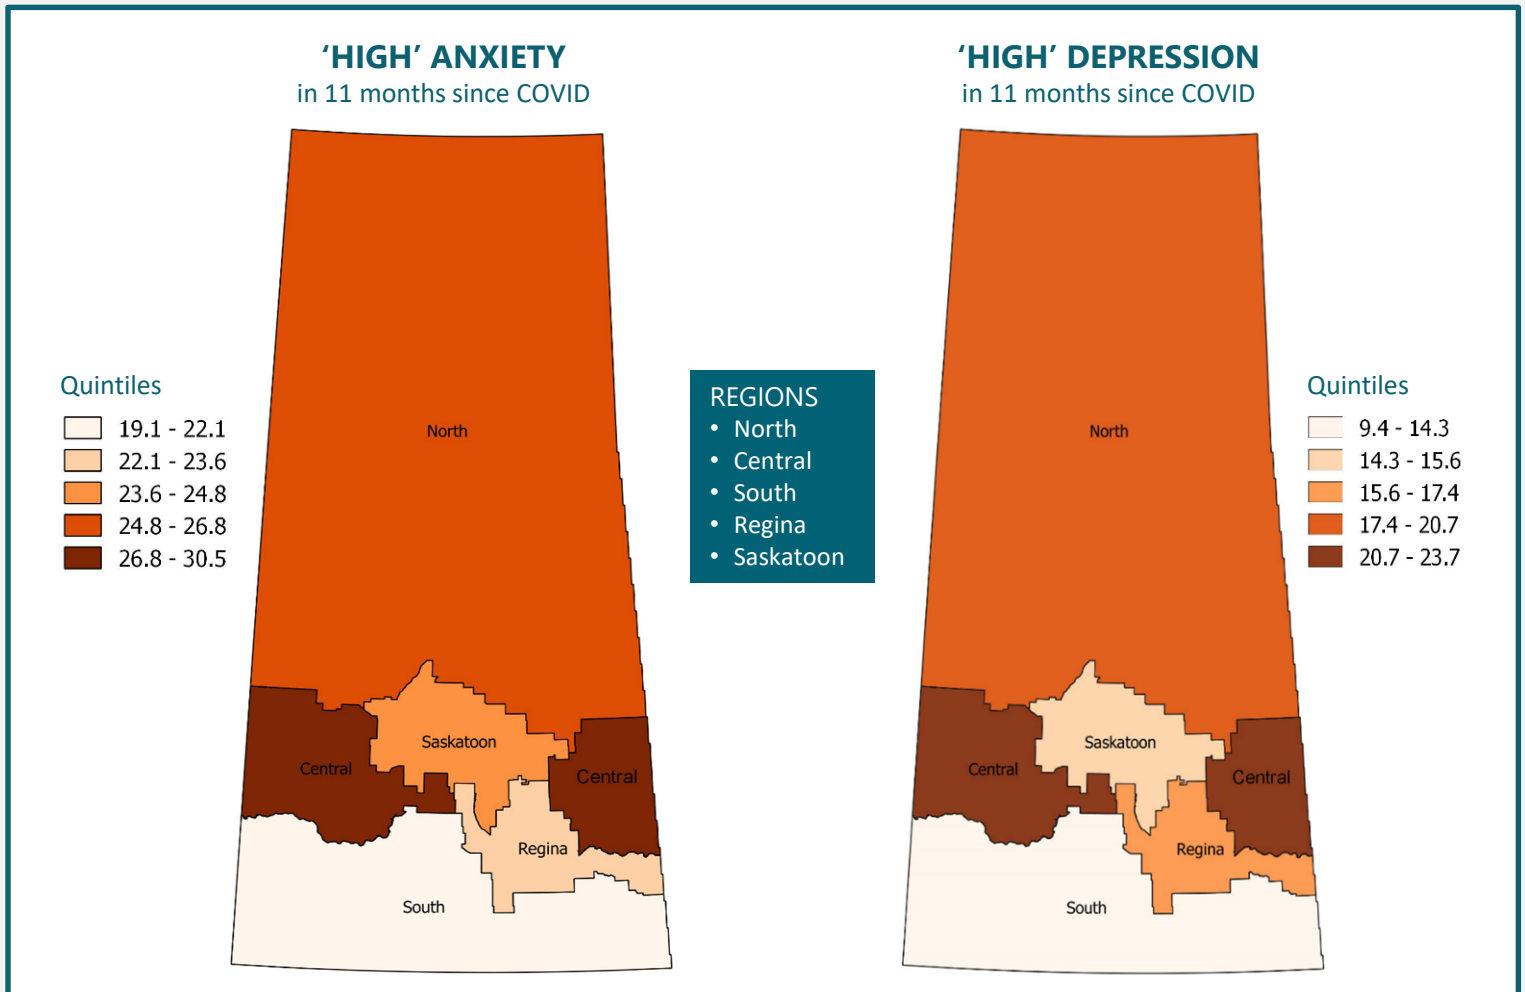 ‘HIGH’ ANXIETY
in 11 months since COVID
Quintiles
19.1 - 22.1
22.1 - 23.6
23.6 - 24.8
24.8 - 26.8
26.8 - 30.5
North
Saskatoon
Central
Central
Regina
South
REGIONS
• North
• Central
• South
• Regina
• Saskatoon
‘HIGH’ DEPRESSION
in 11 months since COVID
North
Saskatoon
Central
Central
Regina
South
Quintiles
9.4 - 14.3
14.3 - 15.6
15.6 - 17.4
17.4 - 20.7
20.7 - 23.7